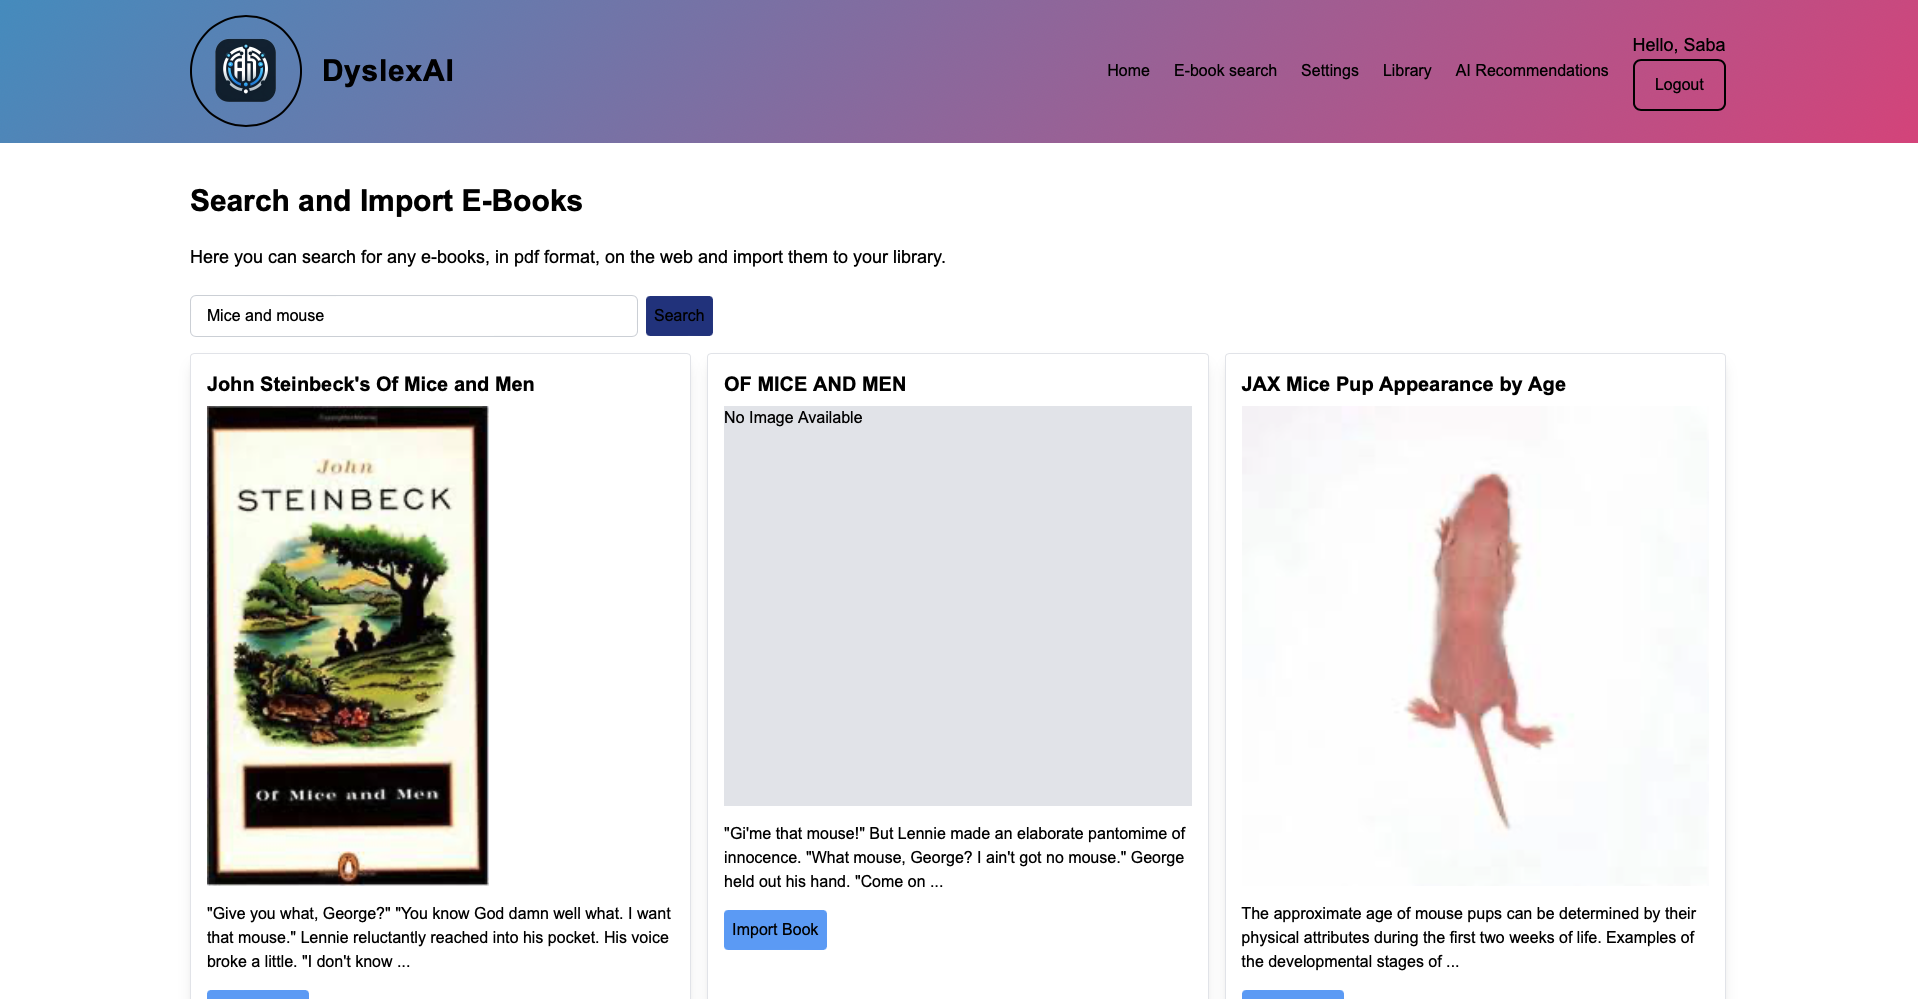 DyslexAI
Home
E-book search
Settings
Library
AI Recommendations
Hello, Saba
Logout
Search and Import E-Books
Here you can search for any e-books, in pdf format, on the web and import them to your library.
Mice and mouse
Search
John Steinbeck's Of Mice and Men
John
STEINBECK
Of Mice and Men
"Give you what, George?" "You know God damn well what. I want
that mouse." Lennie reluctantly reached into his pocket. His voice
broke a little. "I don't know ...
OF MICE AND MEN
No Image Available
"Gi'me that mouse!" But Lennie made an elaborate pantomime of
innocence. "What mouse, George? I ain't got no mouse." George
held out his hand. "Come on ...
Import Book
JAX Mice Pup Appearance by Age
The approximate age of mouse pups can be determined by their
physical attributes during the first two weeks of life. Examples of
the developmental stages of ...